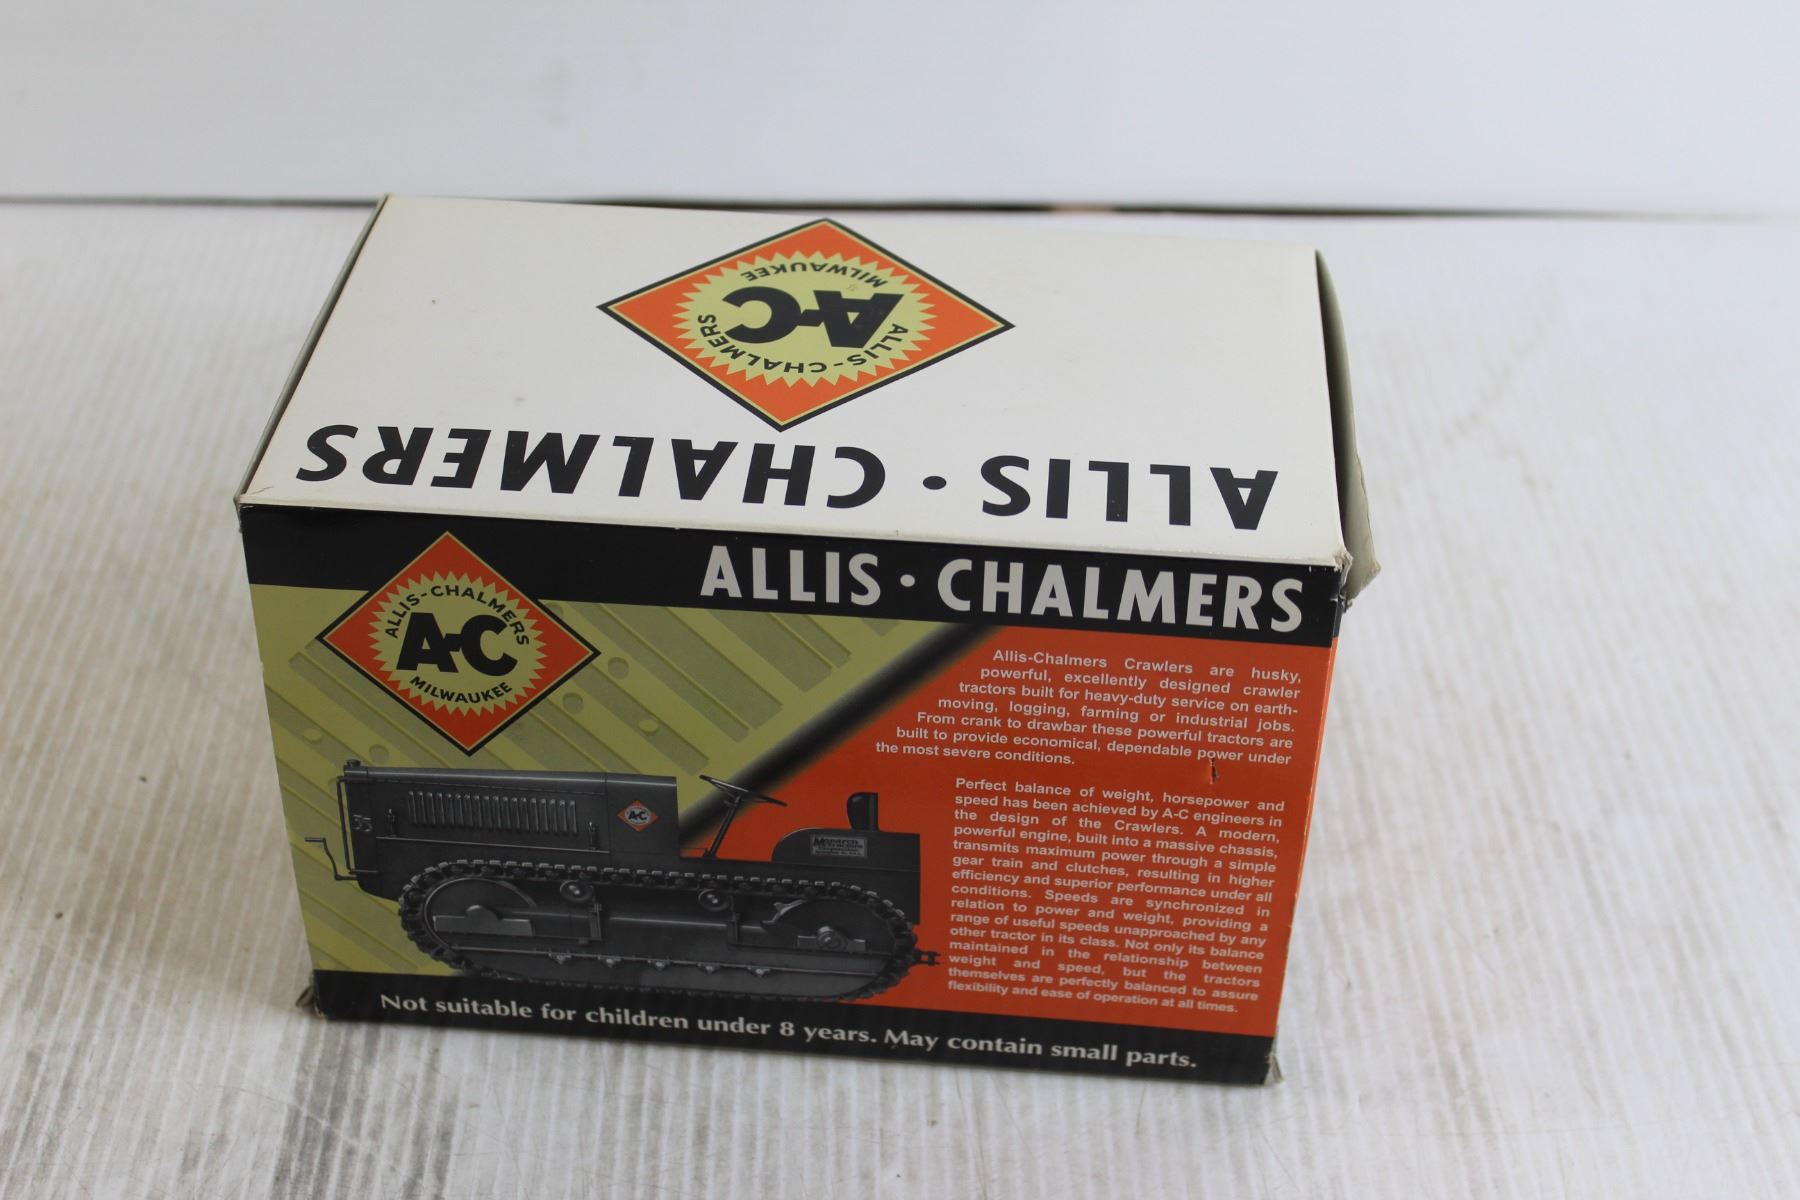 ALLIS-CHALMERS
A-C
MILWAUKEE
ALLIS • CHALMERS
ALLIS • CHALMERS
ALLIS-CHALMERS
A-C
MILWAUKEE
Allis-Chalmers Crawlers are husky,
powerful, excellently designed crawler
tractors built for heavy-duty service on earth-
moving, logging, farming or industrial jobs.
From crank to drawbar these powerful tractors are
built to provide economical, dependable power under
the most severe conditions.
Perfect balance of weight, horsepower and
speed has been achieved by A-C engineers in
the design of the Crawlers. A modern,
powerful engine, built into a massive chassis,
transmits maximum power through a simple
gear train and clutches, resulting in higher
efficiency and superior performance under all
conditions. Speeds are synchronized in
relation to power and weight, providing a
range of useful speeds unapproached by any
other tractor in its class. Not only its balance
maintained in the relationship between
weight and speed, but the tractors
themselves are perfectly balanced to assure
flexibility and ease of operation at all times.
35
A-C
Monarch
Not suitable for children under 8 years. May contain small parts.